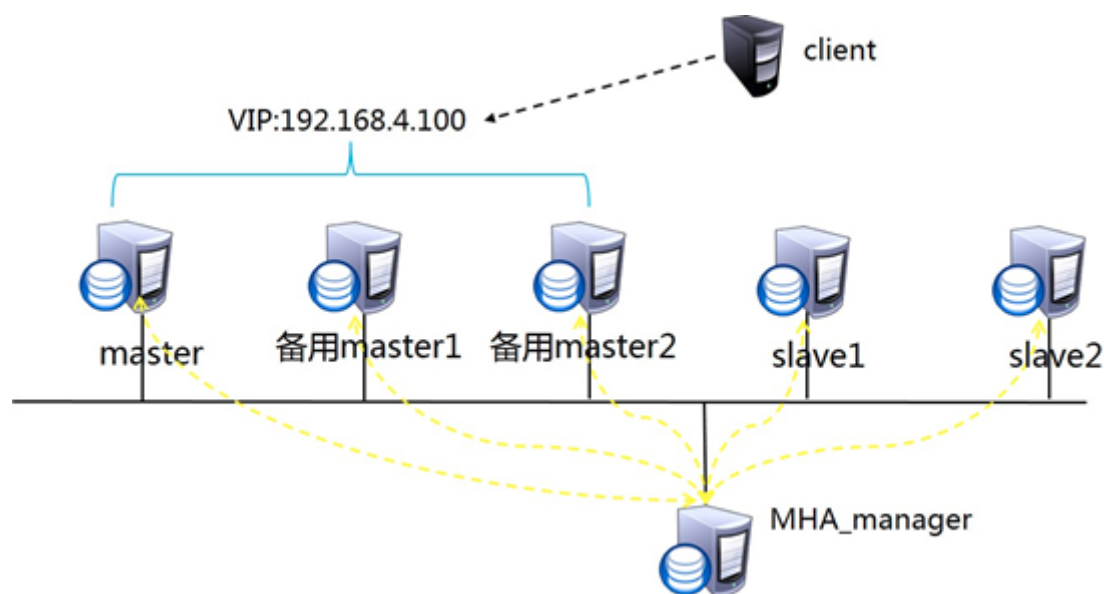 client
VIP:192.168.4.100
master
备用master1
备用master2
slave1
slave2
MHA_manager